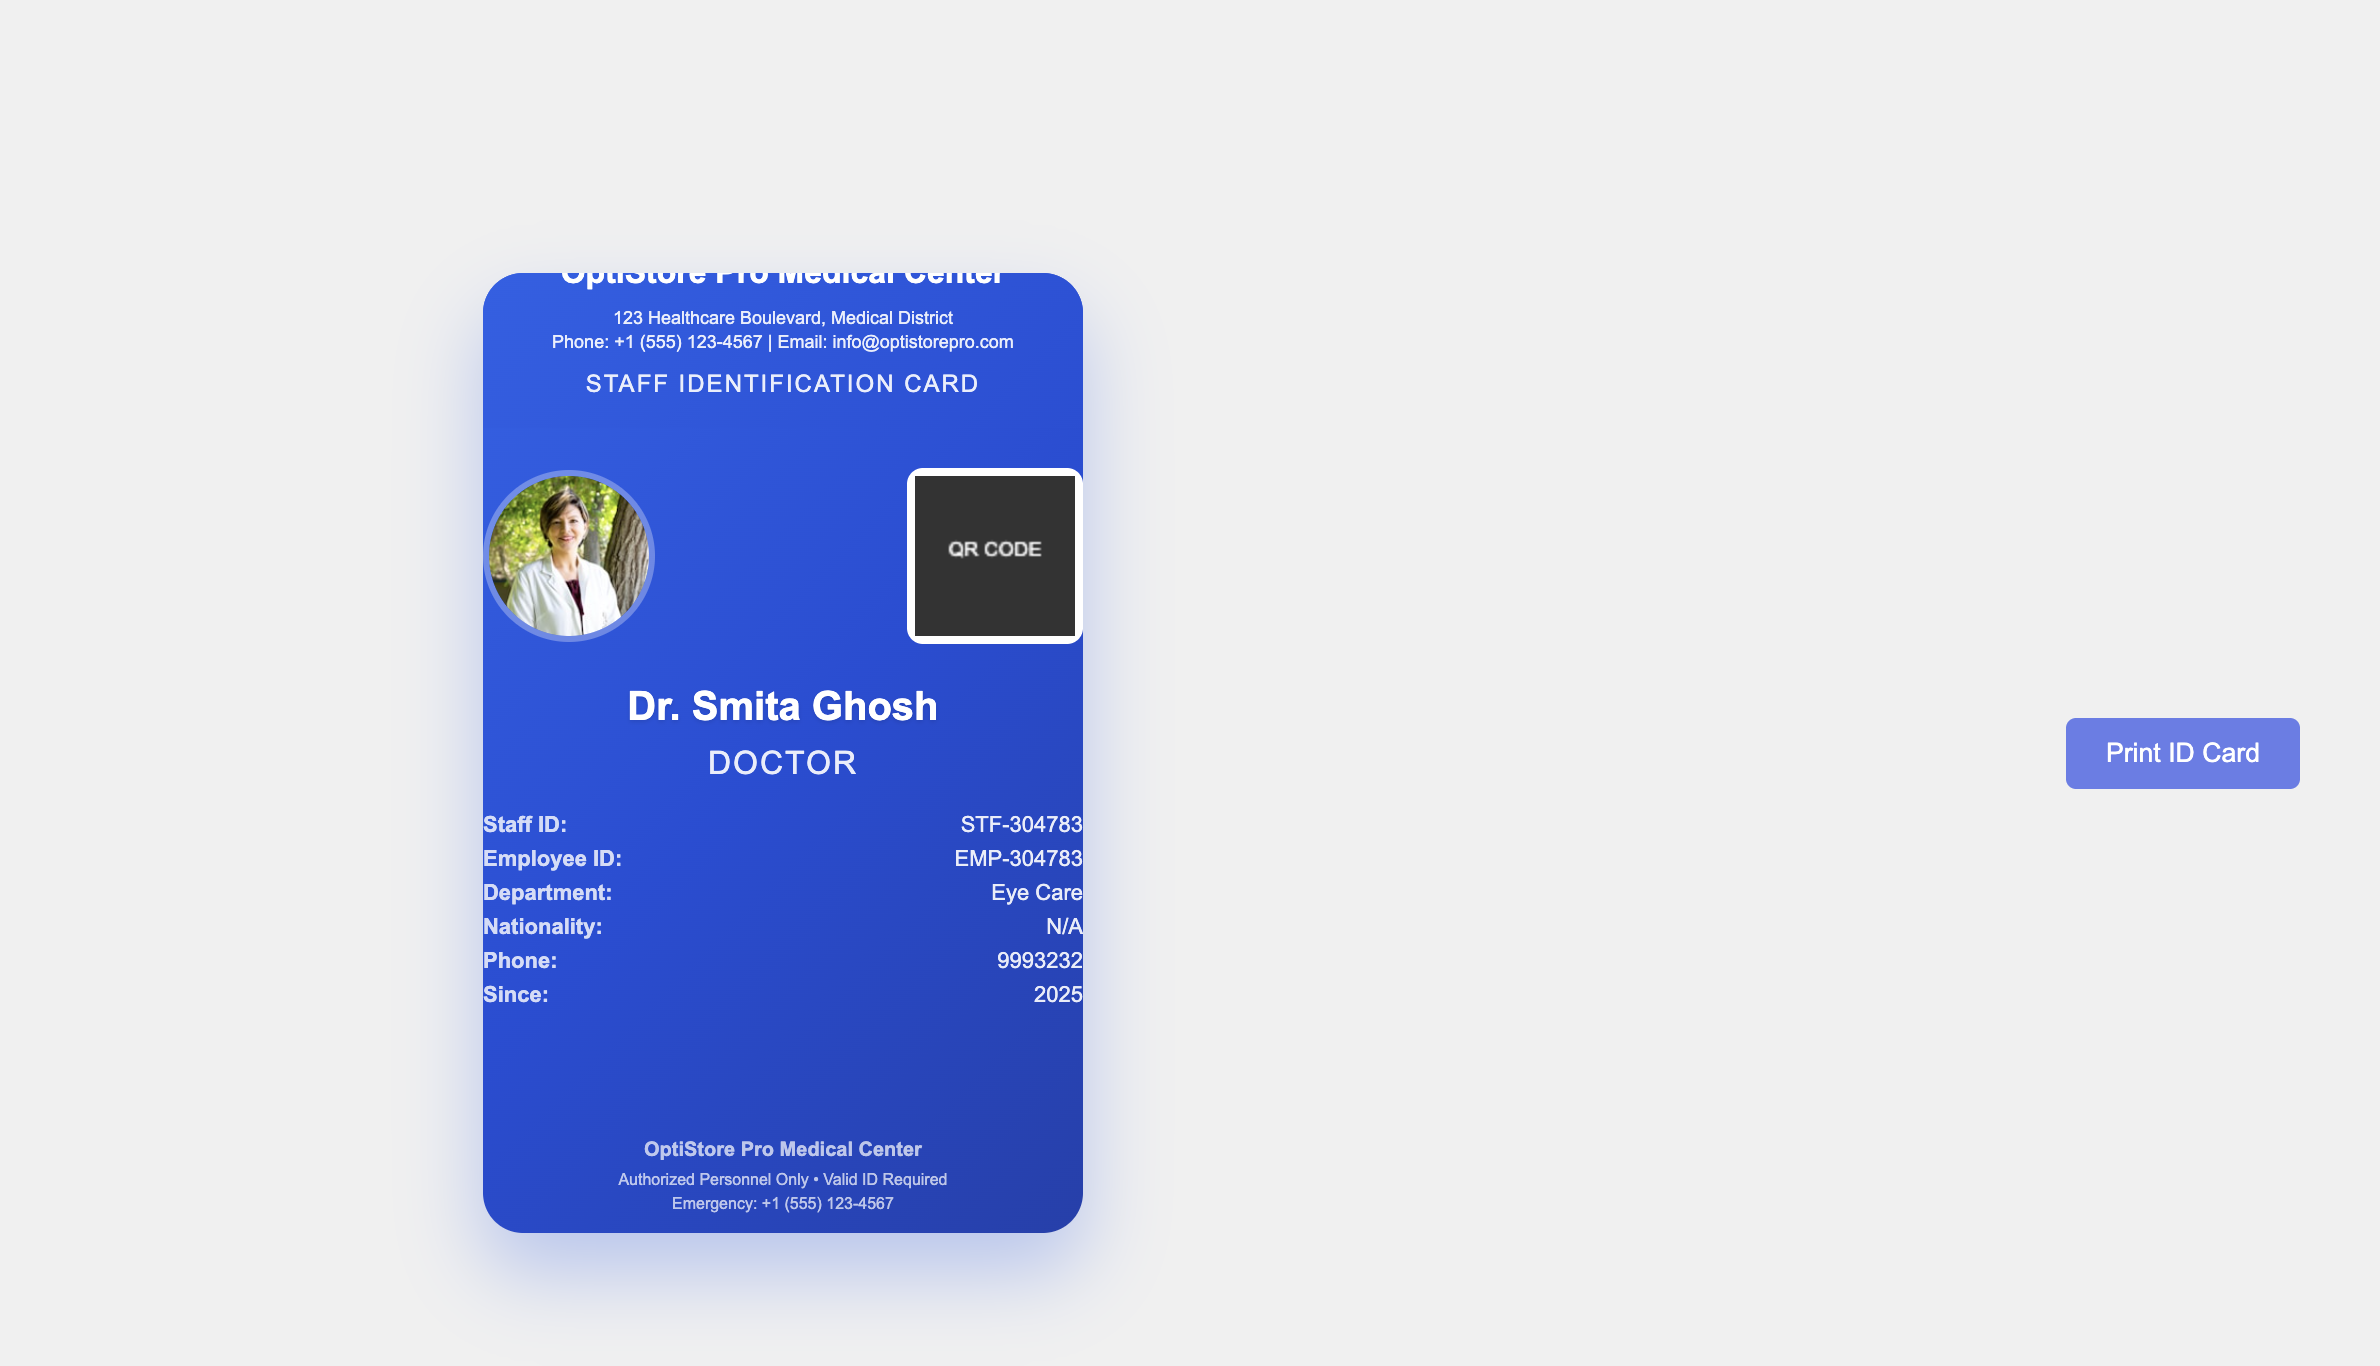 OptiStore Pro Medical Center
123 Healthcare Boulevard, Medical District
Phone: +1 (555) 123-4567 | Email: info@optistorepro.com
STAFF IDENTIFICATION CARD
QR CODE
Dr. Smita Ghosh
DOCTOR
Staff ID: STF-304783
Employee ID: EMP-304783
Department: Eye Care
Nationality: N/A
Phone: 9993232
Since: 2025
OptiStore Pro Medical Center
Authorized Personnel Only • Valid ID Required
Emergency: +1 (555) 123-4567
Print ID Card